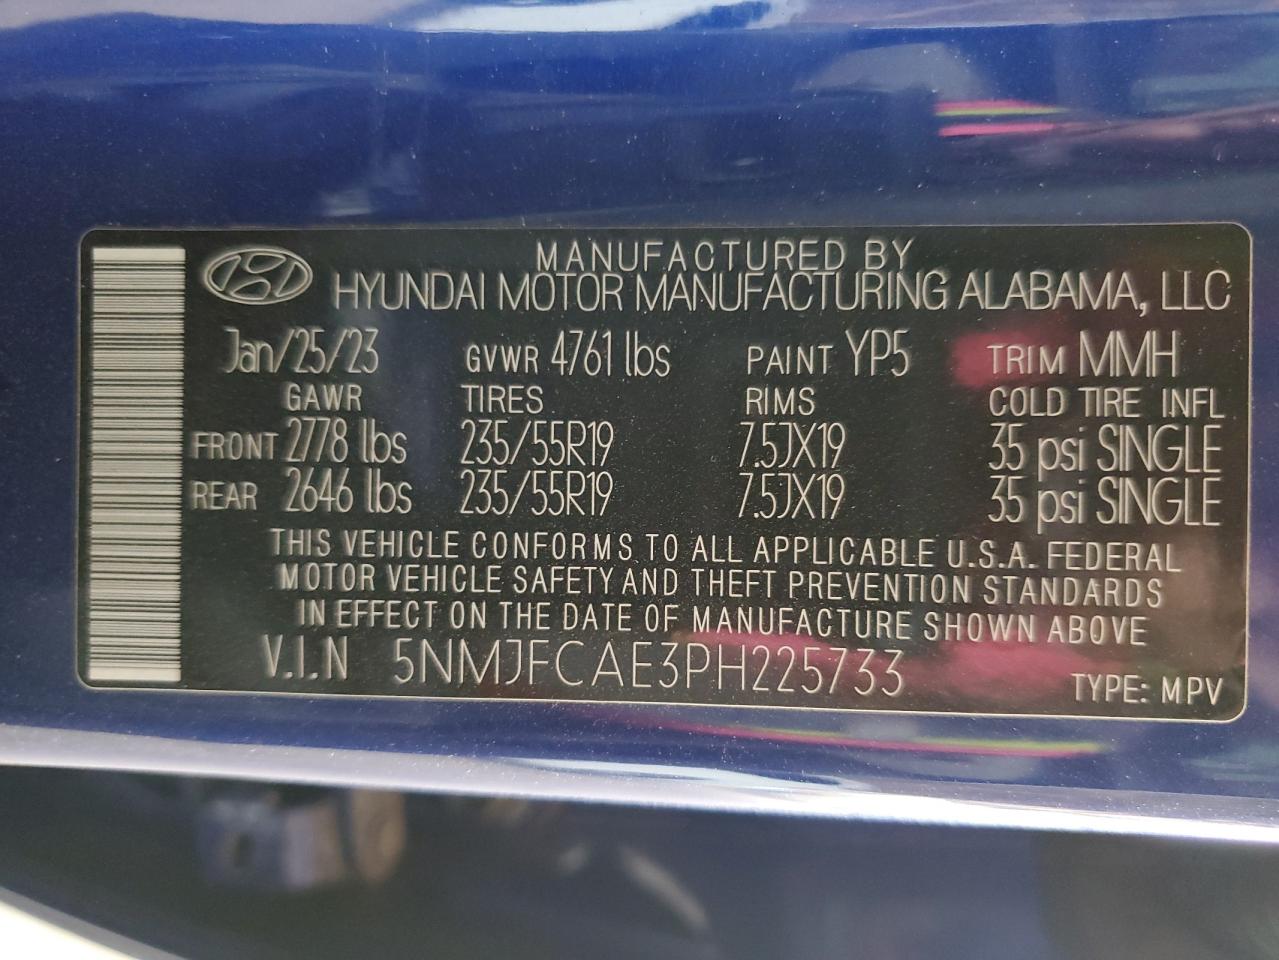 MANUFACTURED BY
HYUNDAI MOTOR MANUFACTURING ALABAMA, LLC
Jan/25/23 GVWR 4761 lbs PAINT YP5 TRIM MMH
GAWR TIRES RIMS COLD TIRE INFL
FRONT 2778 lbs 235/55R19 7.5JX19 35 psi SINGLE
REAR 2646 lbs 235/55R19 7.5JX19 35 psi SINGLE
THIS VEHICLE CONFORMS TO ALL APPLICABLE U.S.A. FEDERAL
MOTOR VEHICLE SAFETY AND THEFT PREVENTION STANDARDS
IN EFFECT ON THE DATE OF MANUFACTURE SHOWN ABOVE
V.I.N 5NMJFCAE3PH225733
TYPE: MPV